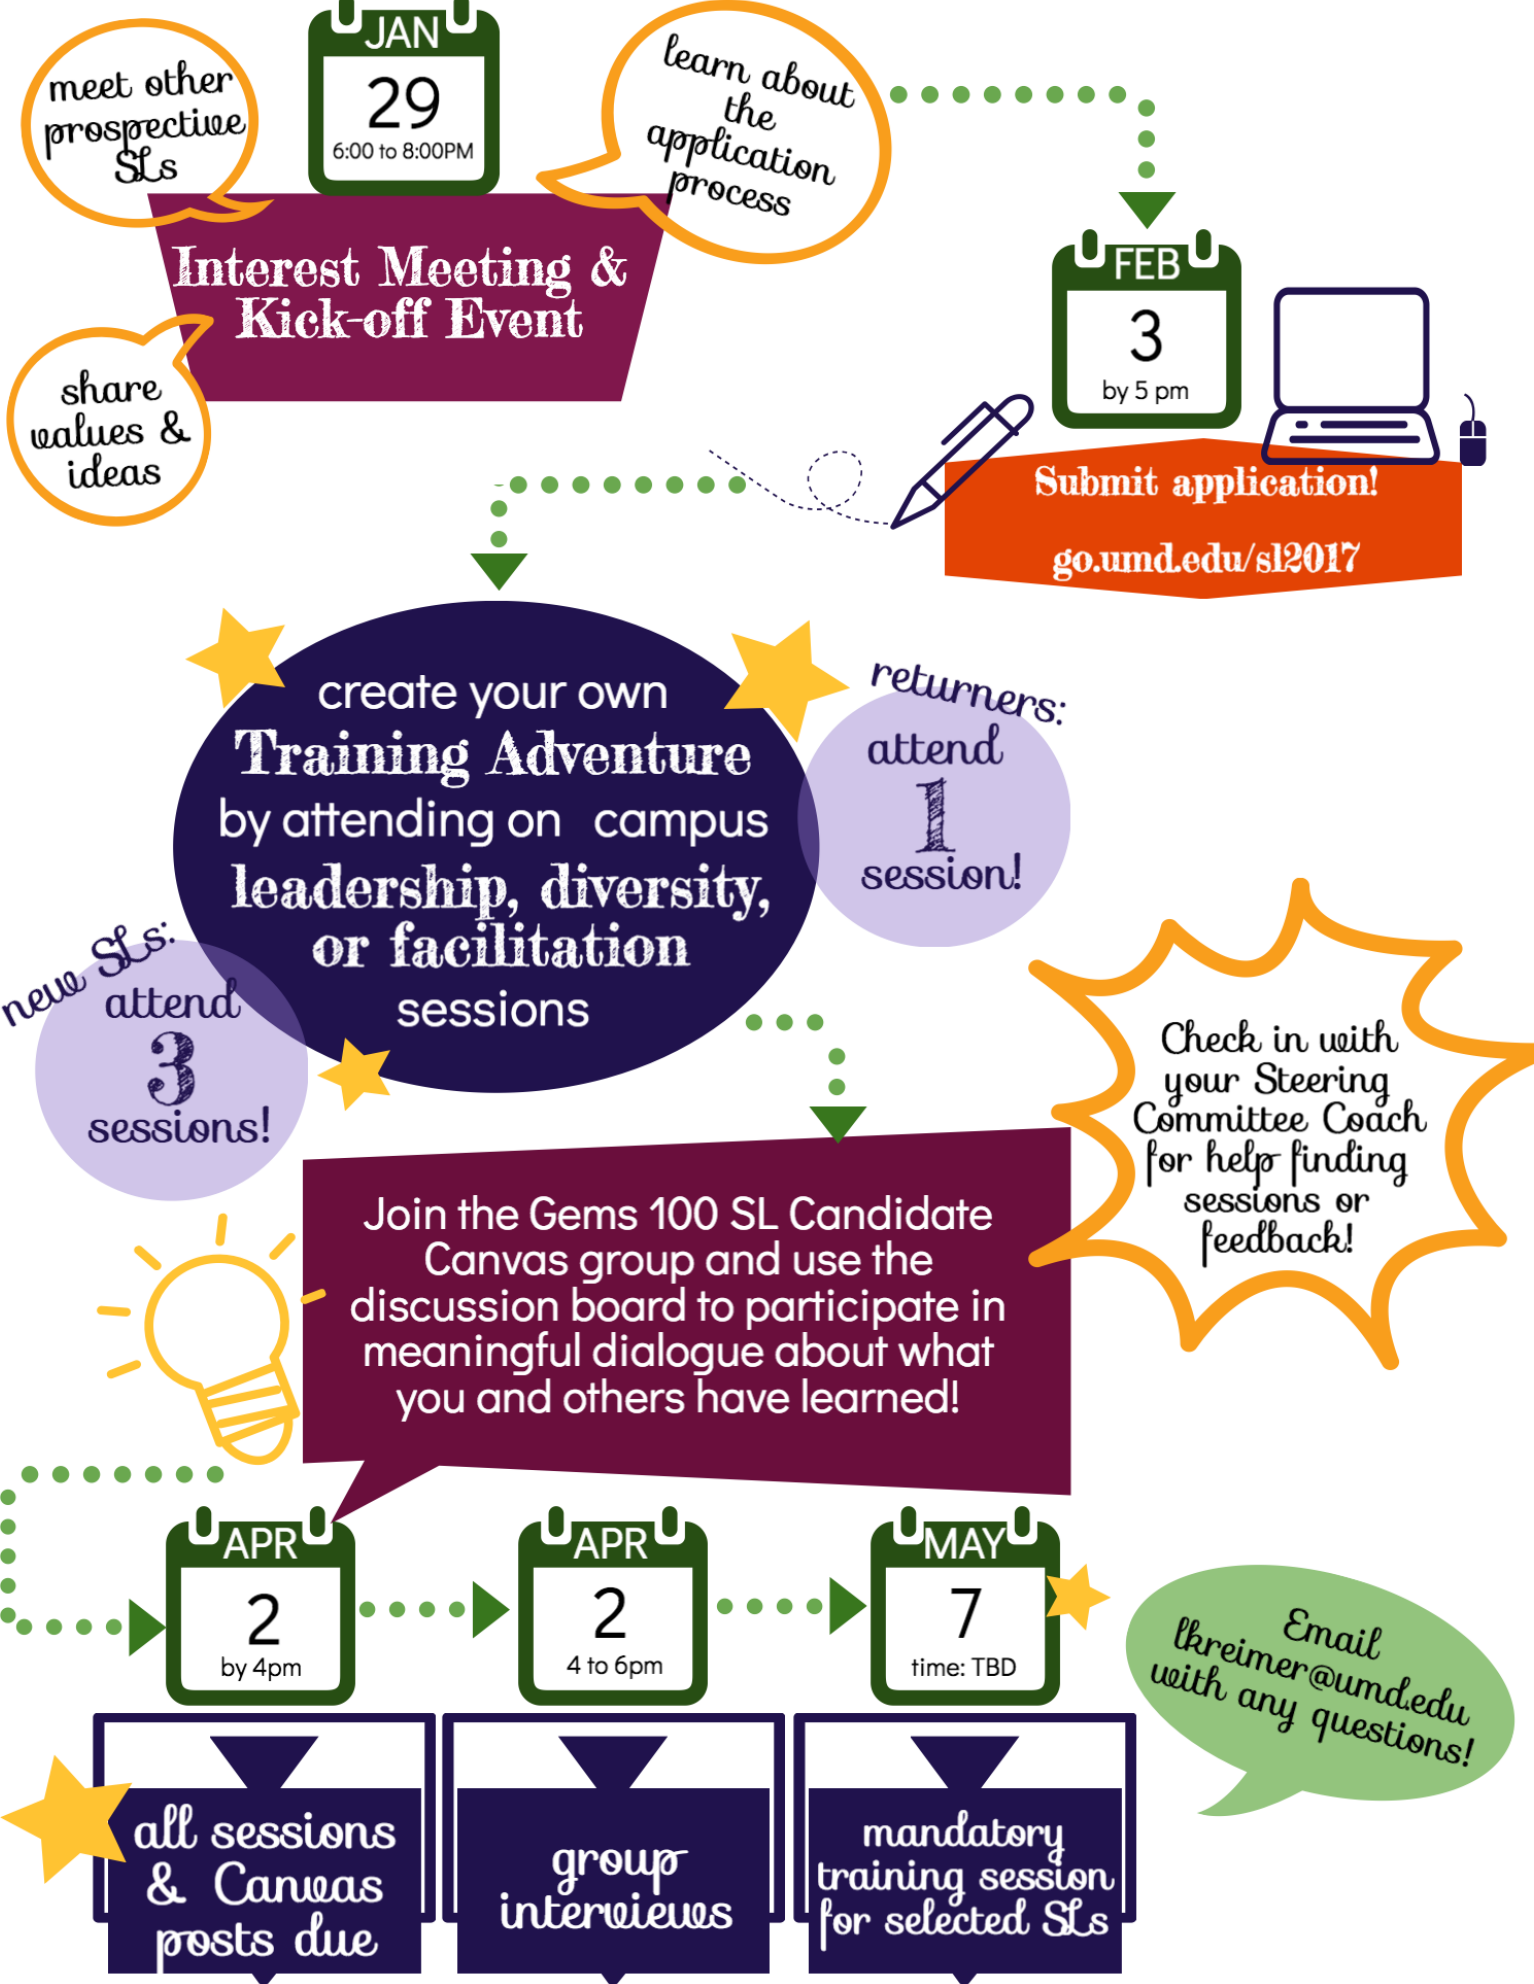 meet other
prospective
SLs
JAN
29
6:00 to 8:00PM
learn about
the
application
process
Interest Meeting &
Kick-off Event
share
values &
ideas
FEB
3
by 5 pm
Submit application!
go.umd.edu/sl2017
create your own
Training Adventure
by attending on campus
leadership, diversity,
or facilitation
sessions
returners:
attend
1
session!
new SLs:
attend
3
sessions!
Check in with
your Steering
Committee Coach
for help finding
sessions or
feedback!
Join the Gems 100 SL Candidate
Canvas group and use the
discussion board to participate in
meaningful dialogue about what
you and others have learned!
APR
2
by 4pm
all sessions
& Canvas
posts due
APR
2
4 to 6pm
group
interviews
MAY
7
time: TBD
mandatory
training session
for selected SLs
Email
lkreimer@umd.edu
with any questions!